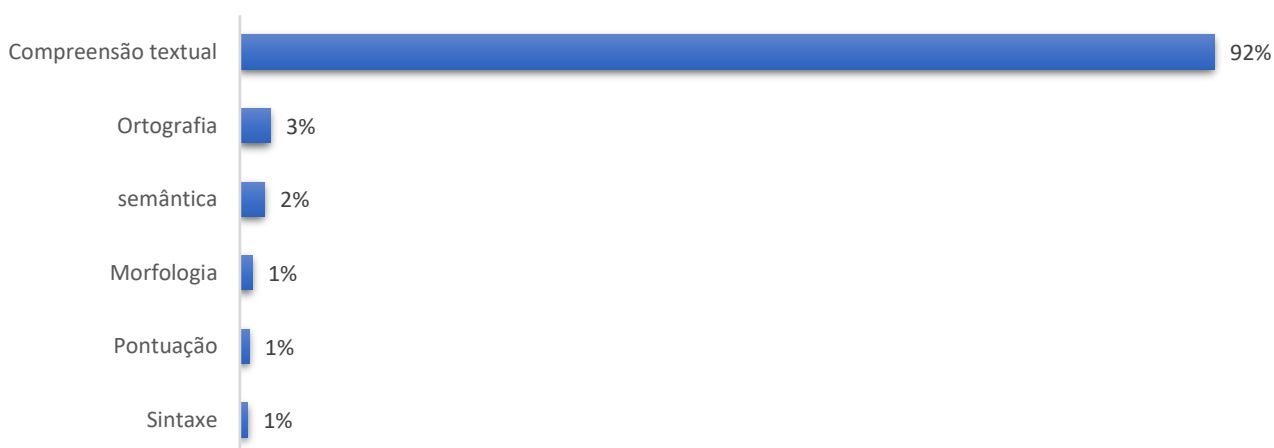 Compreensão textual 92%
Ortografia 3%
semântica 2%
Morfologia 1%
Pontuação 1%
Sintaxe 1%